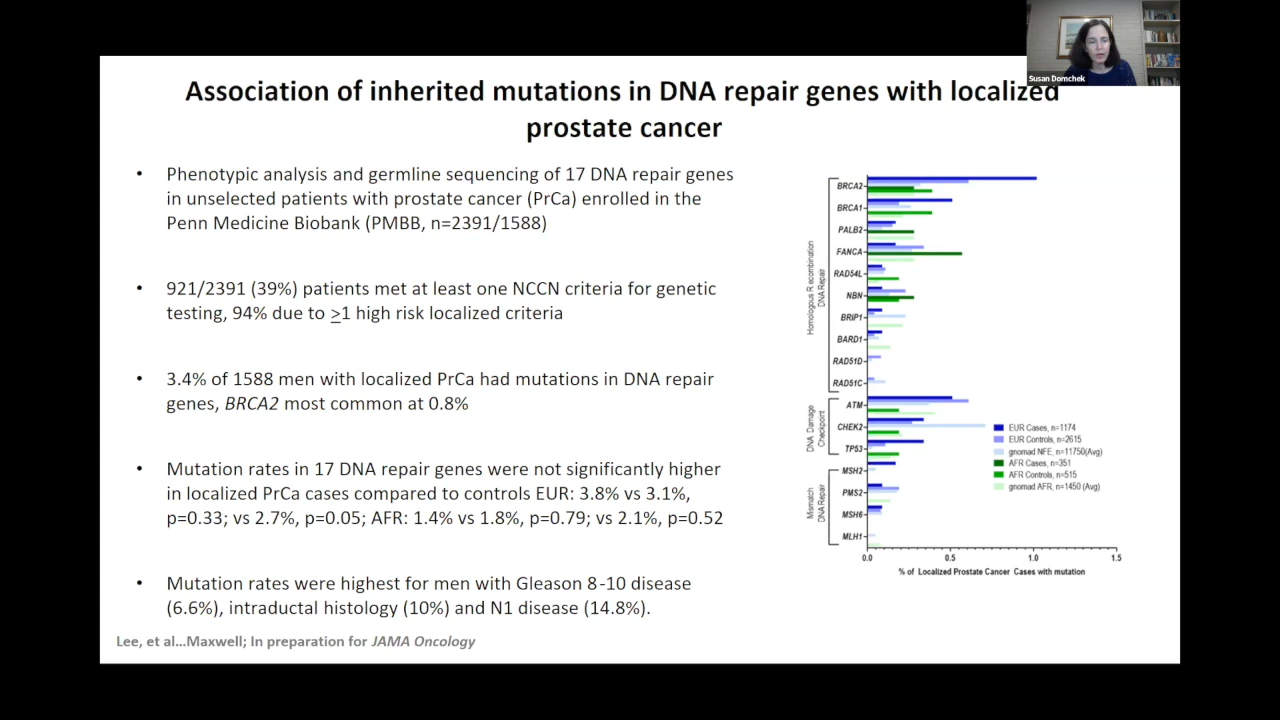 Susan Domchek
Association of inherited mutations in DNA repair genes with localized
prostate cancer
• Phenotypic analysis and germline sequencing of 17 DNA repair genes
in unselected patients with prostate cancer (PrCa) enrolled in the
Penn Medicine Biobank (PMBB, n=2391/1588)
• 921/2391 (39%) patients met at least one NCCN criteria for genetic
testing, 94% due to >1 high risk localized criteria
• 3.4% of 1588 men with localized PrCa had mutations in DNA repair
genes, BRCA2 most common at 0.8%
• Mutation rates in 17 DNA repair genes were not significantly higher
in localized PrCa cases compared to controls EUR: 3.8% vs 3.1%,
p=0.33; vs 2.7%, p=0.05; AFR: 1.4% vs 1.8%, p=0.79; vs 2.1%, p=0.52
• Mutation rates were highest for men with Gleason 8-10 disease
(6.6%), intraductal histology (10%) and N1 disease (14.8%).
Lee, et al...Maxwell; In preparation for JAMA Oncology
Homologous Recombination
DNA Repair
BRCA2
BRCA1
PALB2
FANCA
RAD54L
NBN
BRIP1
BARD1
RAD51D
RAD51C
DNA Damage
Checkpoint
ATM
CHEK2
TP53
Mismatch
DNA Repair
MSH2
PMS2
MSH6
MLH1
EUR Cases, n=1174
EUR Controls, n=2615
gnomad NFE, n=11750(Avg)
AFR Cases, n=351
AFR Controls, n=515
gnomad AFR, n=1450 (Avg)
0.0 0.5 1.0 1.5
% of Localized Prostate Cancer Cases with mutation